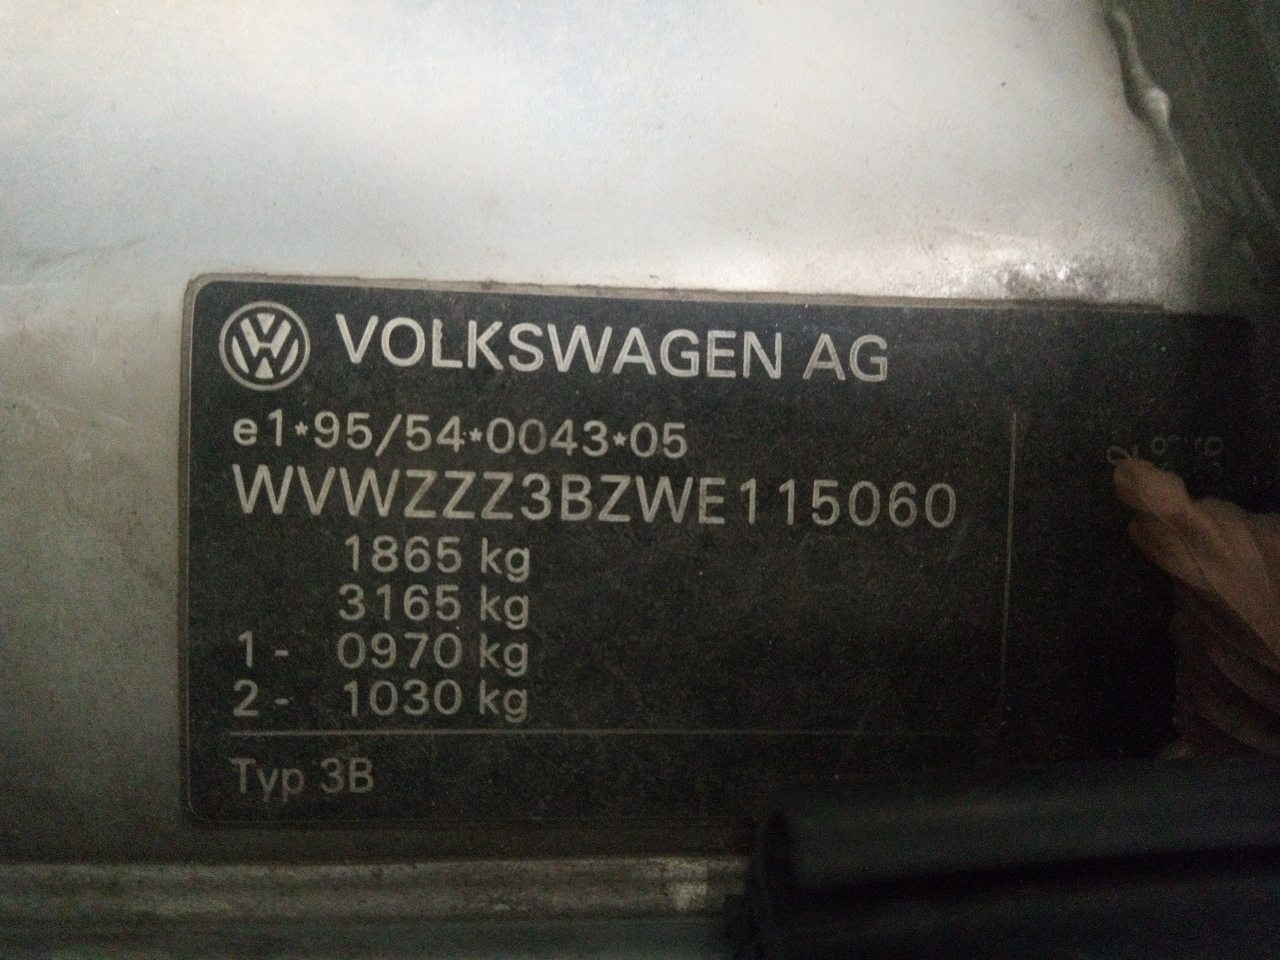 VOLKSWAGEN AG
e1*95/54*0043*05
WVWZZZ3BZWE115060
1865 kg
3165 kg
1- 0970 kg
2- 1030 kg
Typ 3B